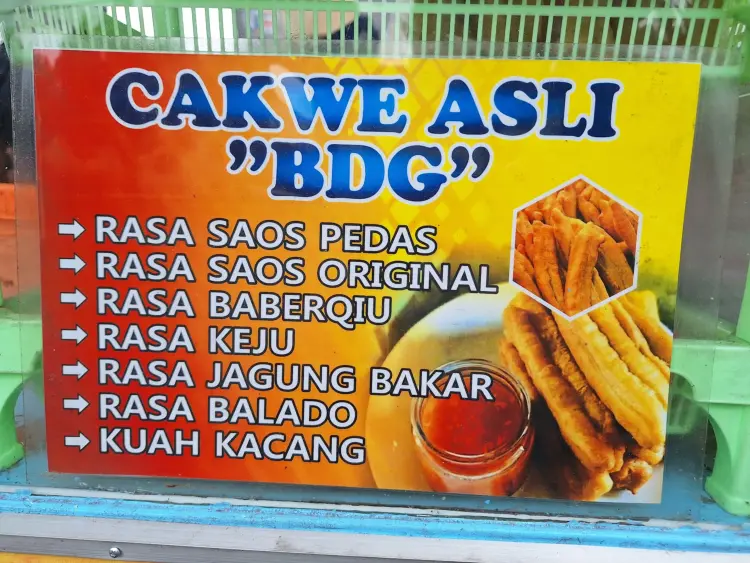 CAKWE ASLI
"BDG"
RASA SAOS PEDAS
RASA SAOS ORIGINAL
RASA BABERQIU
RASA KEJU
RASA JAGUNG BAKAR
RASA BALADO
KUAH KACANG